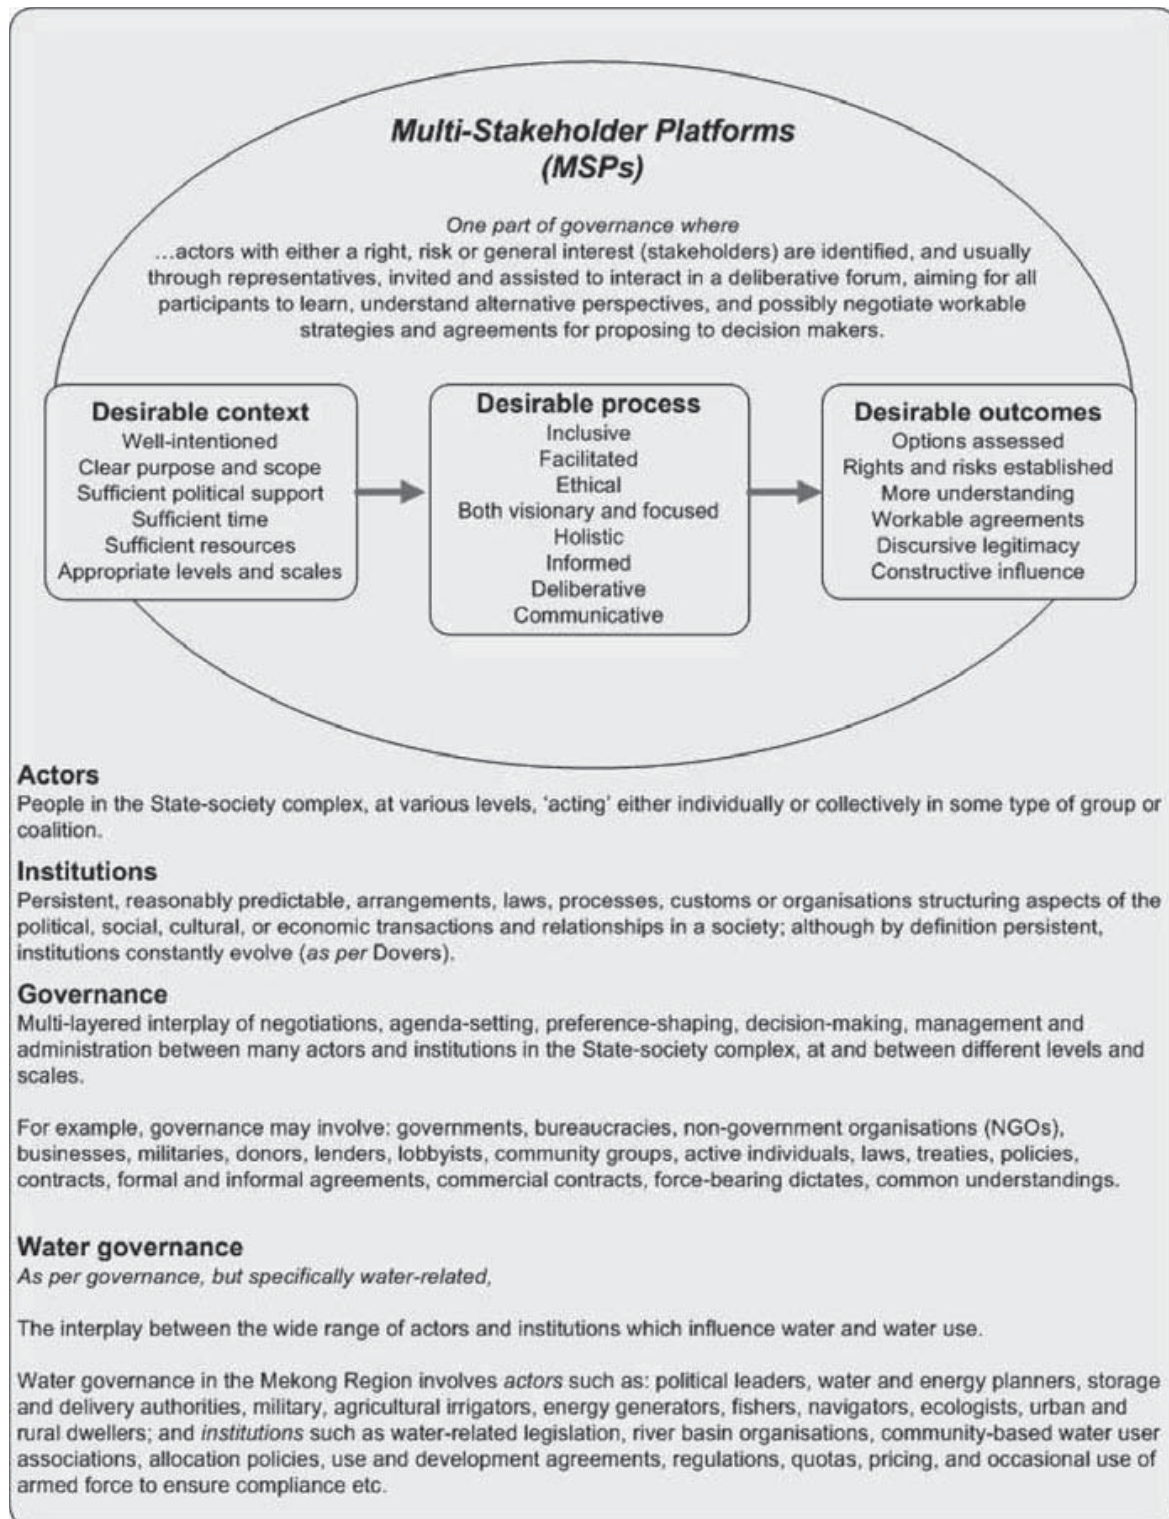 Multi-Stakeholder Platforms
(MSPs)
One part of governance where
...actors with either a right, risk or general interest (stakeholders) are identified, and usually
through representatives, invited and assisted to interact in a deliberative forum, aiming for all
participants to learn, understand alternative perspectives, and possibly negotiate workable
strategies and agreements for proposing to decision makers.
Desirable context
Well-intentioned
Clear purpose and scope
Sufficient political support
Sufficient time
Sufficient resources
Appropriate levels and scales
Desirable process
Inclusive
Facilitated
Ethical
Both visionary and focused
Holistic
Informed
Deliberative
Communicative
Desirable outcomes
Options assessed
Rights and risks established
More understanding
Workable agreements
Discursive legitimacy
Constructive influence
Actors
People in the State-society complex, at various levels, 'acting' either individually or collectively in some type of group or
coalition.
Institutions
Persistent, reasonably predictable, arrangements, laws, processes, customs or organisations structuring aspects of the
political, social, cultural, or economic transactions and relationships in a society; although by definition persistent,
institutions constantly evolve (as per Dovers).
Governance
Multi-layered interplay of negotiations, agenda-setting, preference-shaping, decision-making, management and
administration between many actors and institutions in the State-society complex, at and between different levels and
scales.
For example, governance may involve: governments, bureaucracies, non-government organisations (NGOs),
businesses, militaries, donors, lenders, lobbyists, community groups, active individuals, laws, treaties, policies,
contracts, formal and informal agreements, commercial contracts, force-bearing dictates, common understandings.
Water governance
As per governance, but specifically water-related,
The interplay between the wide range of actors and institutions which influence water and water use.
Water governance in the Mekong Region involves actors such as: political leaders, water and energy planners, storage
and delivery authorities, military, agricultural irrigators, energy generators, fishers, navigators, ecologists, urban and
rural dwellers; and institutions such as water-related legislation, river basin organisations, community-based water user
associations, allocation policies, use and development agreements, regulations, quotas, pricing, and occasional use of
armed force to ensure compliance etc.